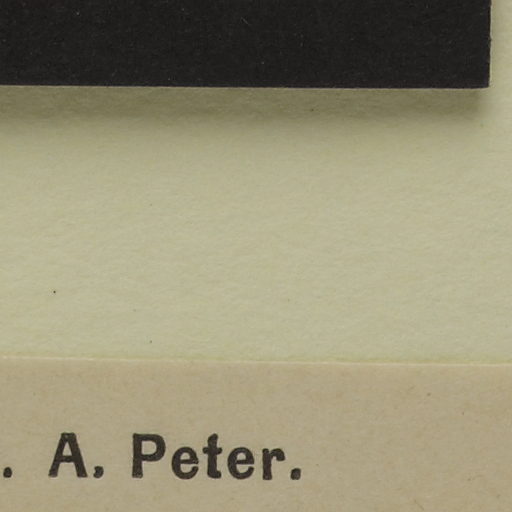 . A. Peter.